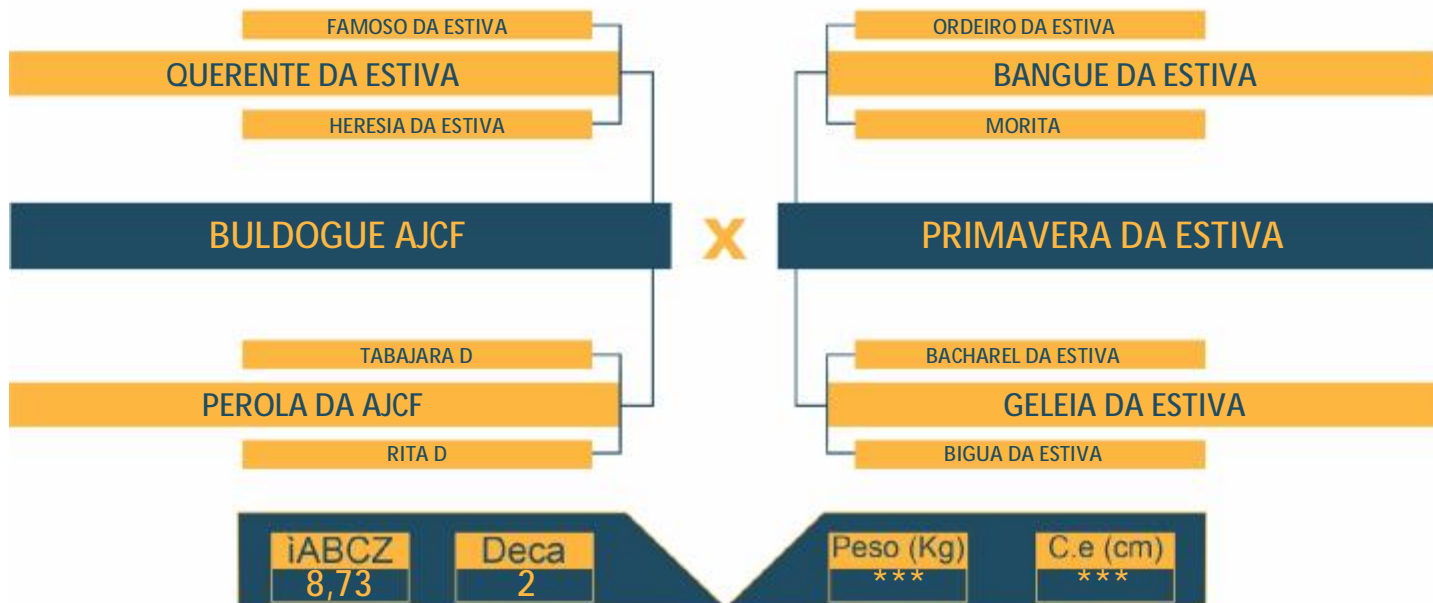 FAMOSO DA ESTIVA
QUERENTE DA ESTIVA
HERESIA DA ESTIVA
ORDEIRO DA ESTIVA
BANGUE DA ESTIVA
MORITA
BULDOGUE AJCF
X
PRIMAVERA DA ESTIVA
TABAJARA D
PEROLA DA AJCF
RITA D
BACHAREL DA ESTIVA
GELEIA DA ESTIVA
BIGUA DA ESTIVA
iABCZ
8,73
Deca
2
Peso (Kg)
***
C.e (cm)
***